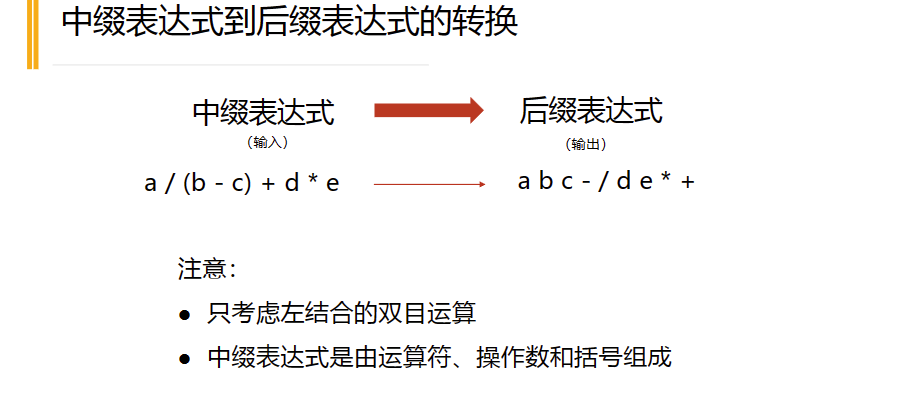 中缀表达式到后缀表达式的转换
中缀表达式 后缀表达式
（输入） （输出）
a / (b - c) + d * e a b c - / d e * +
注意：
● 只考虑左结合的双目运算
● 中缀表达式是由运算符、操作数和括号组成